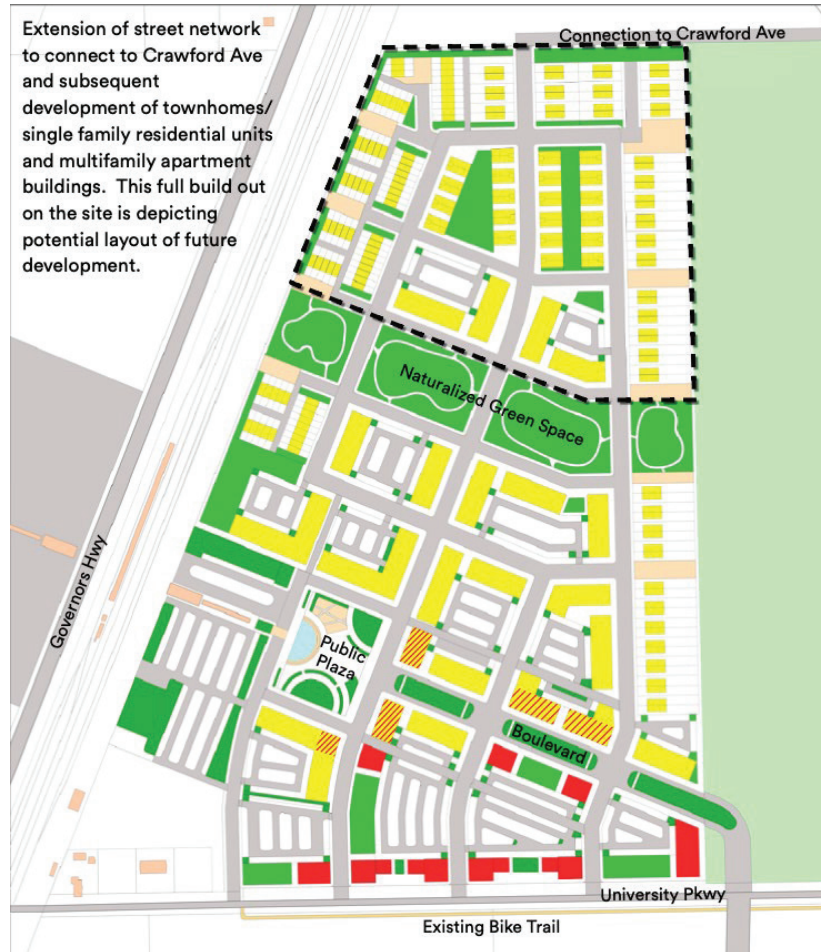 Extension of street network
to connect to Crawford Ave
and subsequent
development of townhomes/
single family residential units
and multifamily apartment
buildings. This full build out
on the site is depicting
potential layout of future
development.
Connection to Crawford Ave
Naturalized Green Space
Governors Hwy
Public
Plaza
Boulevard
University Pkwy
Existing Bike Trail